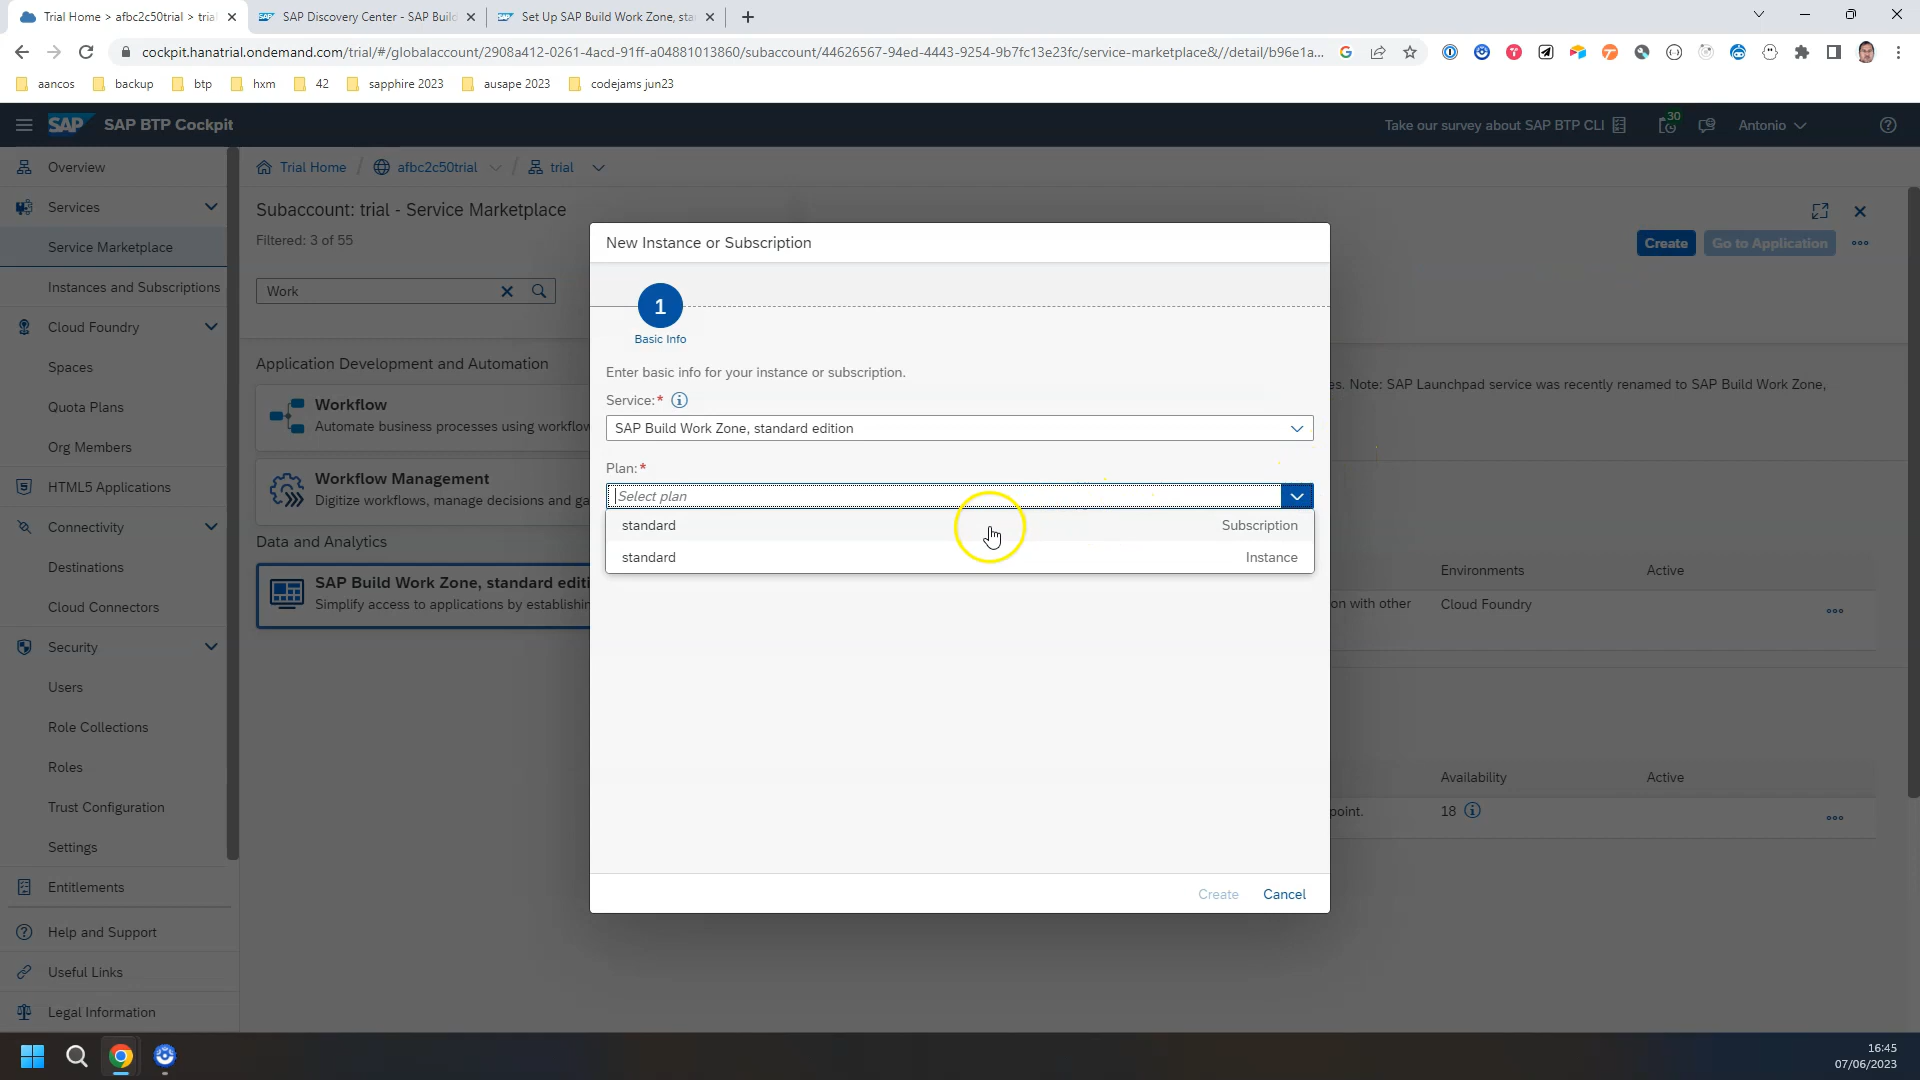 Trial Home > afbc2c50trial > tria
SAP Discovery Center - SAP Build
Set Up SAP Build Work Zone, sta
cockpit.hanatrial.ondemand.com/trial/#/globalaccount/2908a412-0261-4acd-91ff-a04881013860/subaccount/44626567-94ed-4443-9254-9b7fc13e23fc/service-marketplace&//detail/b96e1a...
aancos
backup
btp
hxm
42
sapphire 2023
ausape 2023
codejams jun23
SAP
SAP BTP Cockpit
Take our survey about SAP BTP CLI
30
Antonio
Overview
Services
Service Marketplace
Instances and Subscriptions
Cloud Foundry
Spaces
Quota Plans
Org Members
HTML5 Applications
Connectivity
Destinations
Cloud Connectors
Security
Users
Role Collections
Roles
Trust Configuration
Settings
Entitlements
Help and Support
Useful Links
Legal Information
Trial Home / afbc2c50trial / trial
Subaccount: trial - Service Marketplace
Filtered: 3 of 55
Work
Application Development and Automation
Workflow
Automate business processes using workflow
Workflow Management
Digitize workflows, manage decisions and ga
Data and Analytics
SAP Build Work Zone, standard editi
Simplify access to applications by establishin
Create
Go to Application
es. Note: SAP Launchpad service was recently renamed to SAP Build Work Zone,
Environments
Active
on with other
Cloud Foundry
Availability
Active
point.
18
New Instance or Subscription
1
Basic Info
Enter basic info for your instance or subscription.
Service:*
SAP Build Work Zone, standard edition
Plan:*
Select plan
standard Subscription
standard Instance
Create
Cancel
16:45
07/06/2023